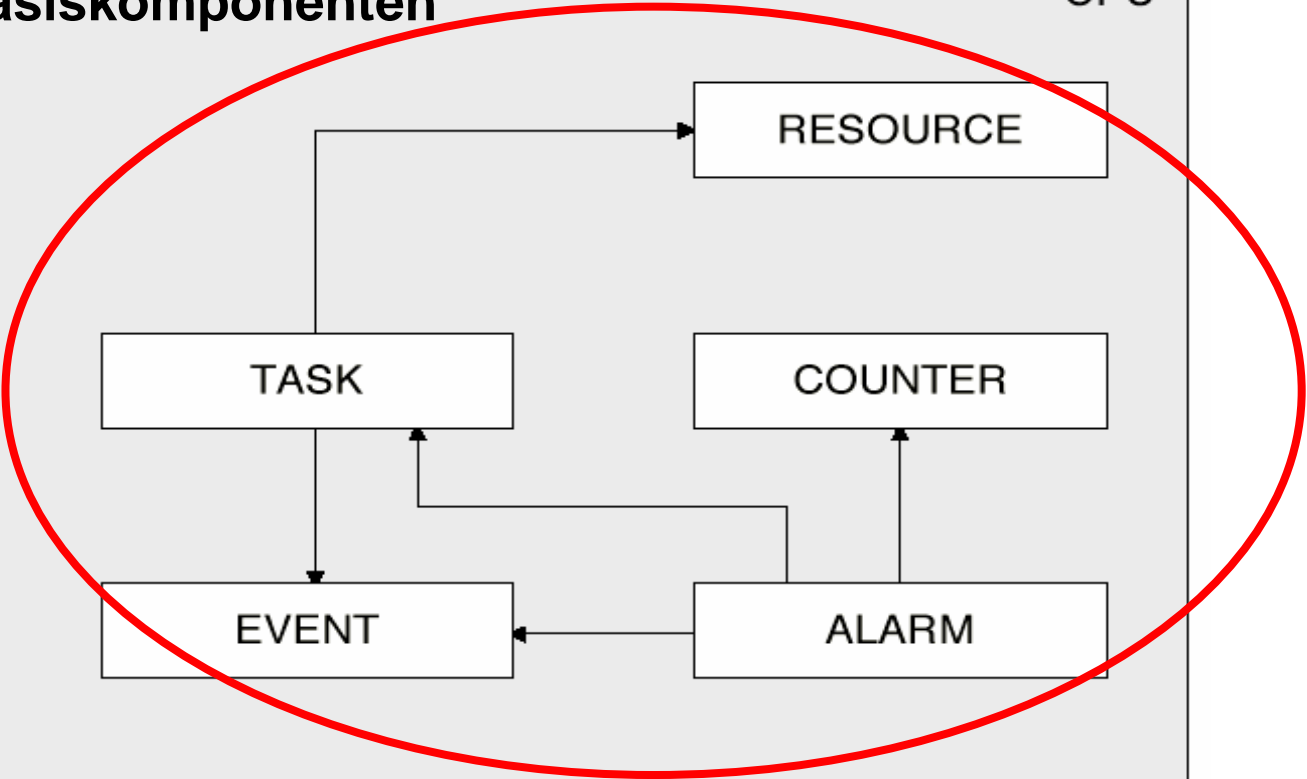 asiskomponenten
RESOURCE
TASK
COUNTER
EVENT
ALARM